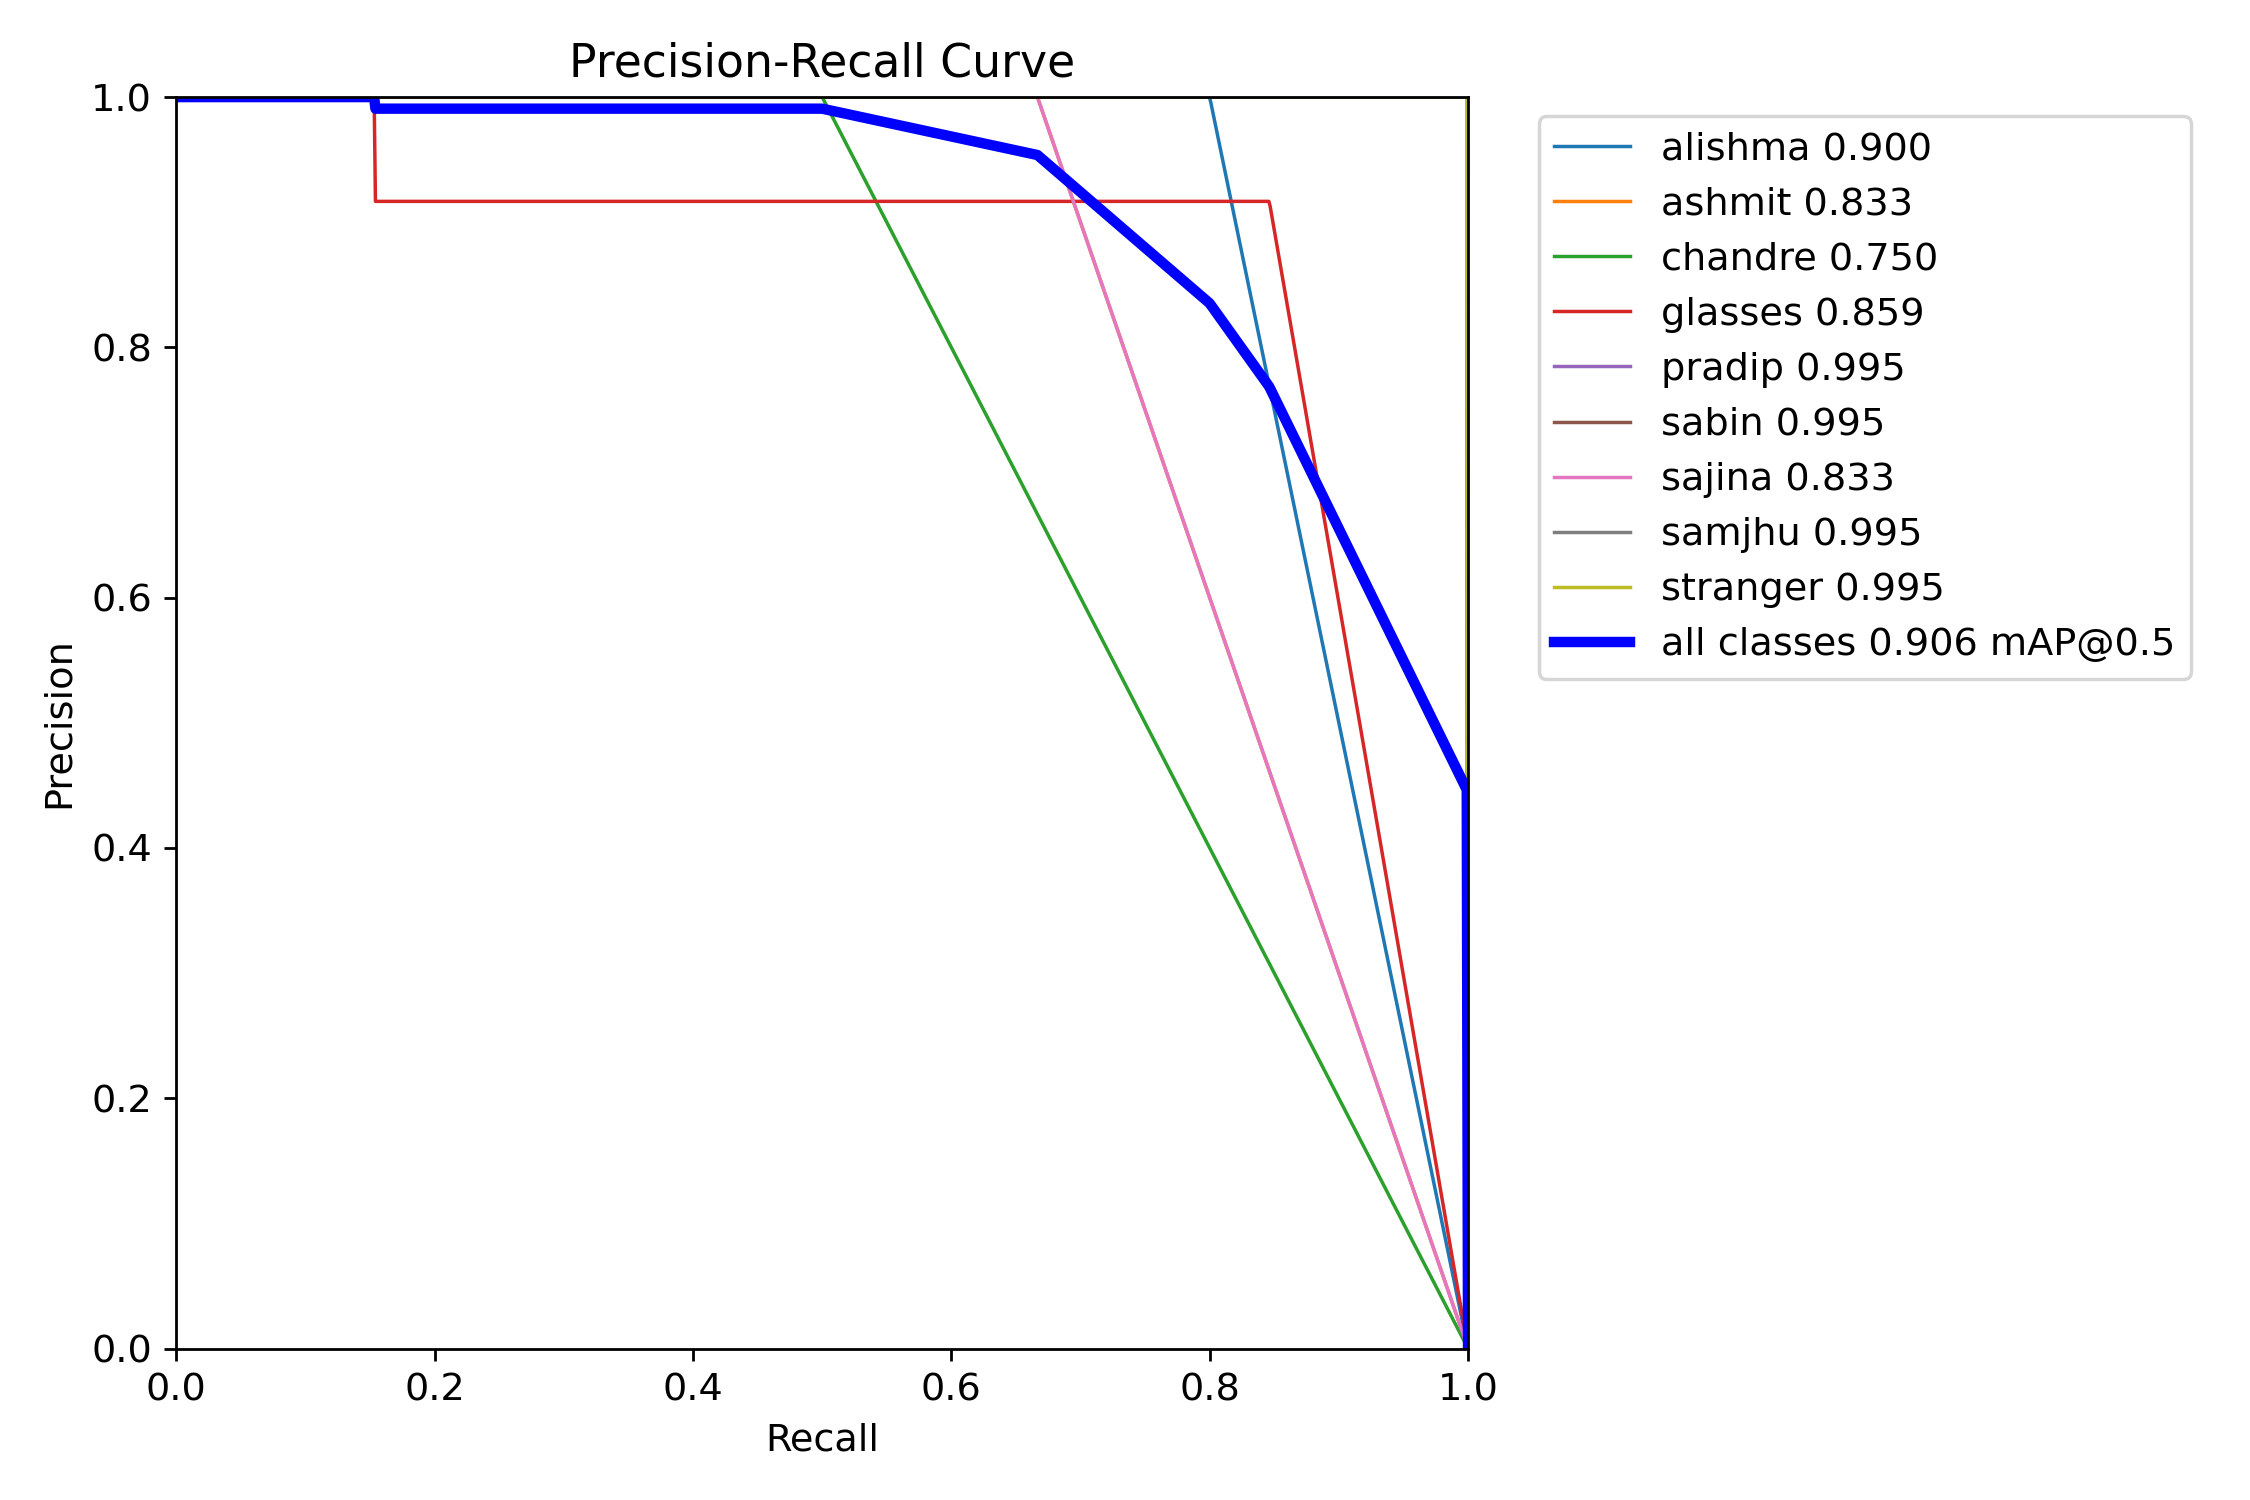 Precision-Recall Curve
1.0
0.8
0.6
0.4
0.2
0.0
Precision
0.0 0.2 0.4 0.6 0.8 1.0
Recall
alishma 0.900
ashmit 0.833
chandre 0.750
glasses 0.859
pradip 0.995
sabin 0.995
sajina 0.833
samjhu 0.995
stranger 0.995
all classes 0.906 mAP@0.5